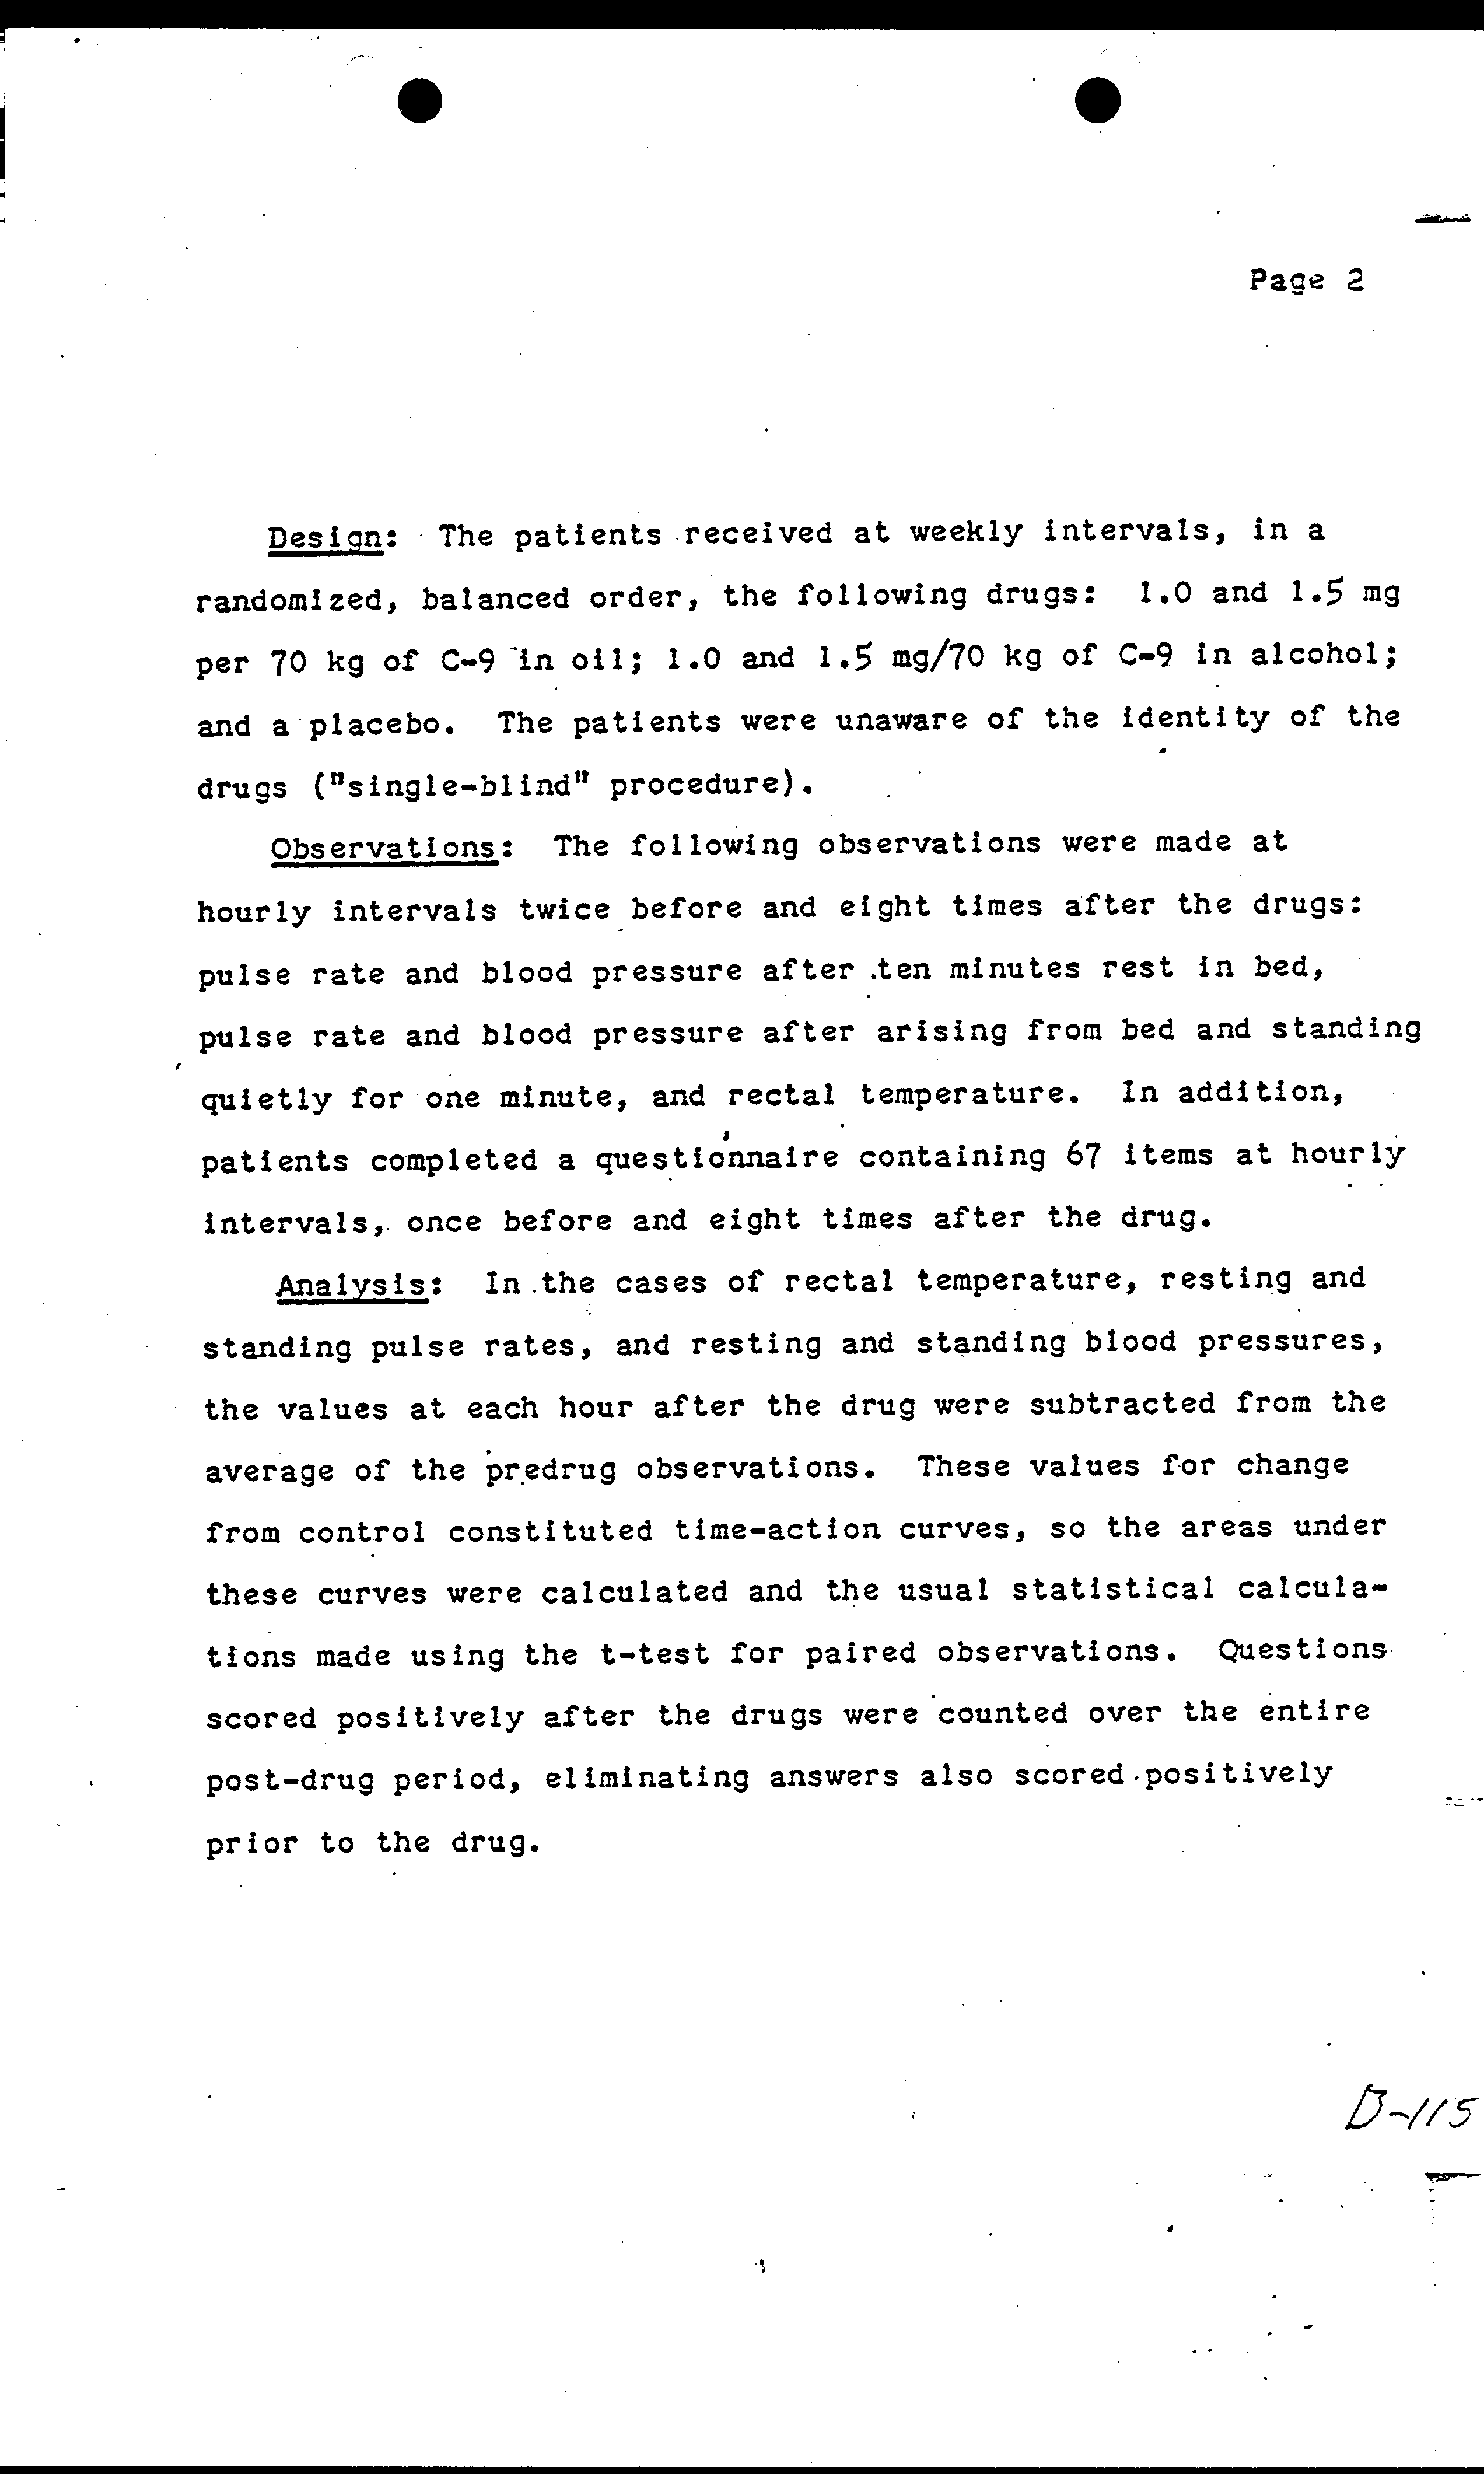 Page 2
Design: The patients received at weekly intervals, in a
randomized, balanced order, the following drugs: 1.0 and 1.5 mg
per 70 kg of C-9 in oil; 1.0 and 1.5 mg/70 kg of C-9 in alcohol;
and a placebo. The patients were unaware of the identity of the
drugs ("single-blind" procedure).
Observations: The following observations were made at
hourly intervals twice before and eight times after the drugs:
pulse rate and blood pressure after ten minutes rest in bed,
pulse rate and blood pressure after arising from bed and standing
quietly for one minute, and rectal temperature. In addition,
patients completed a questionnaire containing 67 items at hourly
intervals, once before and eight times after the drug.
Analysis: In the cases of rectal temperature, resting and
standing pulse rates, and resting and standing blood pressures,
the values at each hour after the drug were subtracted from the
average of the predrug observations. These values for change
from control constituted time-action curves, so the areas under
these curves were calculated and the usual statistical calcula-
tions made using the t-test for paired observations. Questions
scored positively after the drugs were counted over the entire
post-drug period, eliminating answers also scored positively
prior to the drug.
B-115